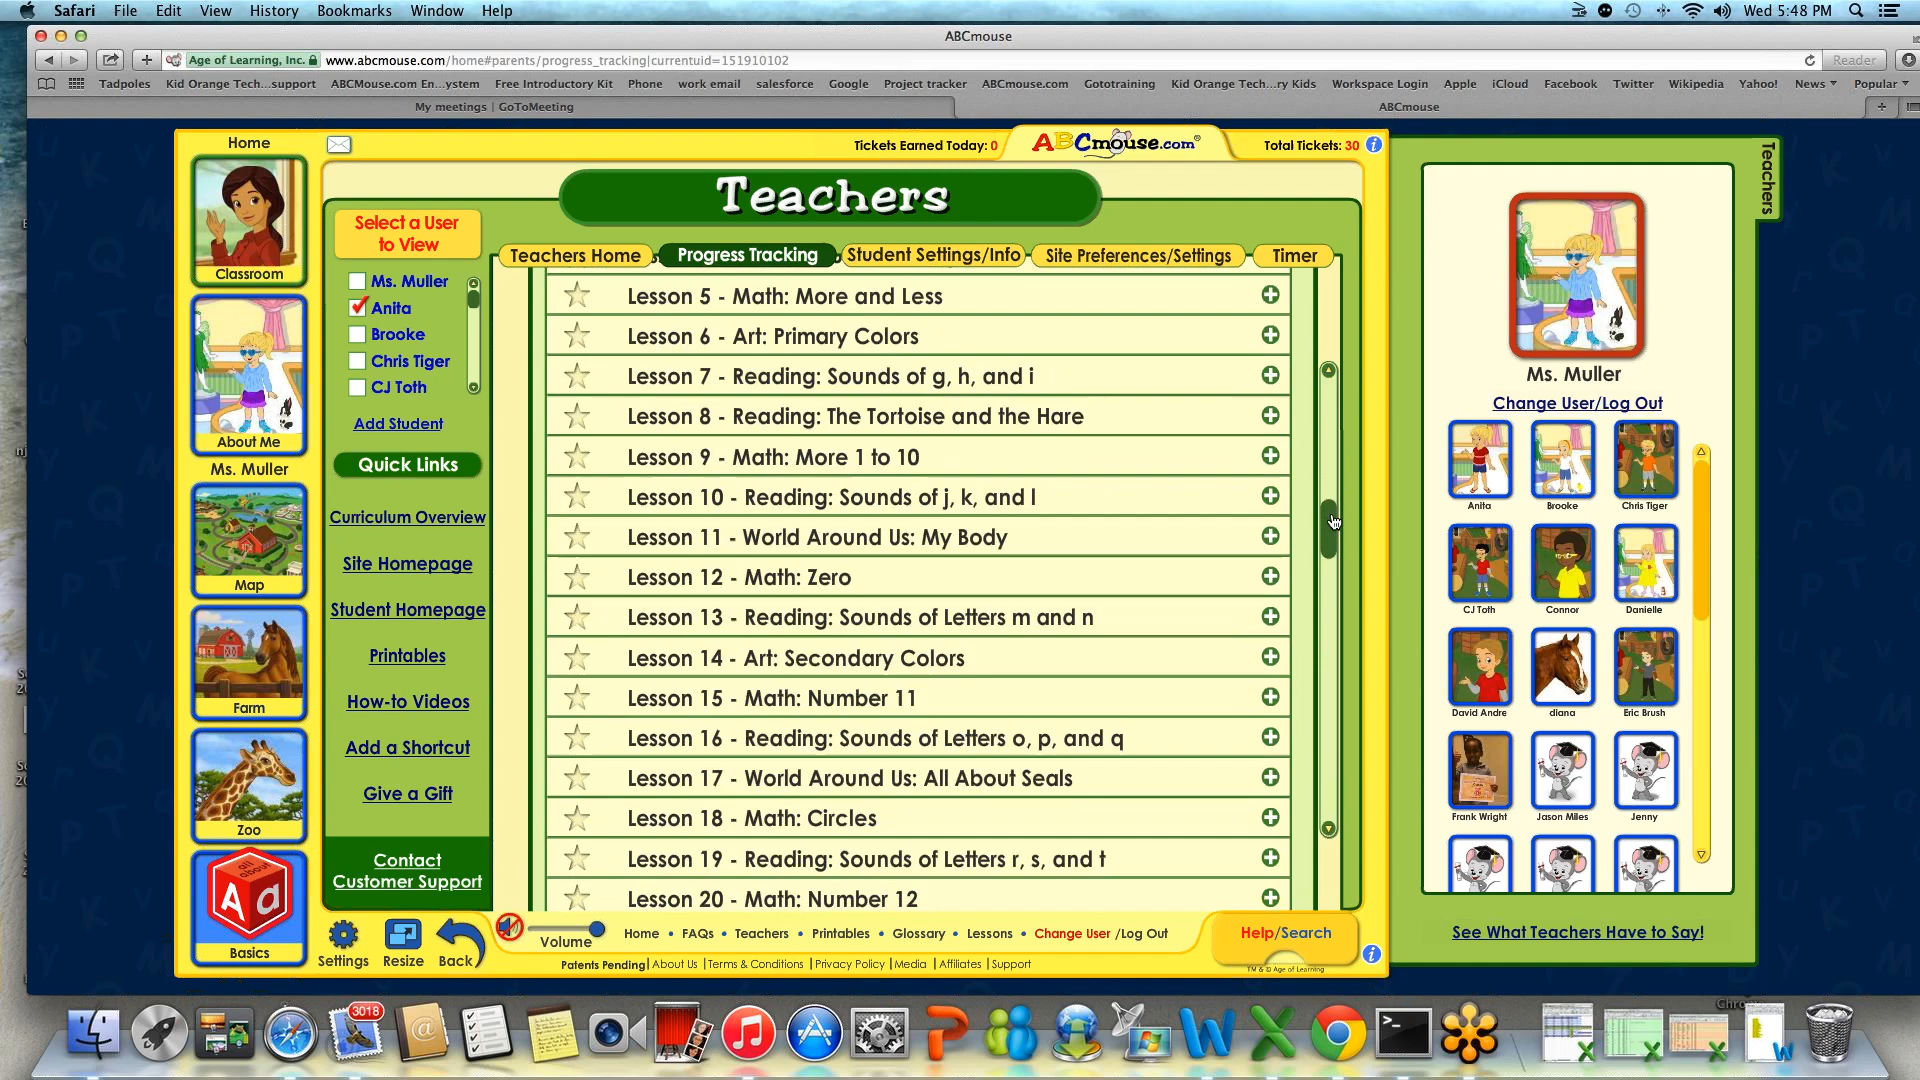 Safari File Edit View History Bookmarks Window Help
Wed 5:48 PM
ABCmouse
Age of Learning, Inc. www.abcmouse.com/home#parents/progress_tracking|currentuid=151910102
Reader
Tadpoles Kid Orange Tech...support ABCMouse.com En...ystem Free Introductory Kit Phone work email salesforce Google Project tracker ABCmouse.com Gototraining Kid Orange Tech...ry Kids Workspace Login Apple iCloud Facebook Twitter Wikipedia Yahoo! News Popular
My meetings | GoToMeeting
ABCmouse
Home
Classroom
About Me
Ms. Muller
Map
Farm
Zoo
all about
A a
Basics
Tickets Earned Today: 0
ABCmouse.com®
Total Tickets: 30
Teachers
Select a User
to View
Ms. Muller
Anita
Brooke
Chris Tiger
CJ Toth
Add Student
Quick Links
Curriculum Overview
Site Homepage
Student Homepage
Printables
How-to Videos
Add a Shortcut
Give a Gift
Contact
Customer Support
Teachers Home
Progress Tracking
Student Settings/Info
Site Preferences/Settings
Timer
Lesson 5 - Math: More and Less
Lesson 6 - Art: Primary Colors
Lesson 7 - Reading: Sounds of g, h, and i
Lesson 8 - Reading: The Tortoise and the Hare
Lesson 9 - Math: More 1 to 10
Lesson 10 - Reading: Sounds of j, k, and l
Lesson 11 - World Around Us: My Body
Lesson 12 - Math: Zero
Lesson 13 - Reading: Sounds of Letters m and n
Lesson 14 - Art: Secondary Colors
Lesson 15 - Math: Number 11
Lesson 16 - Reading: Sounds of Letters o, p, and q
Lesson 17 - World Around Us: All About Seals
Lesson 18 - Math: Circles
Lesson 19 - Reading: Sounds of Letters r, s, and t
Lesson 20 - Math: Number 12
Settings
Resize
Back
Volume
Home • FAQs • Teachers • Printables • Glossary • Lessons • Change User /Log Out
Patents Pending | About Us | Terms & Conditions | Privacy Policy | Media | Affiliates | Support
Help/Search
TM & © Age of Learning
Teachers
Ms. Muller
Change User/Log Out
Anita
Brooke
Chris Tiger
CJ Toth
Connor
Danielle
David Andre
diana
Eric Brush
Frank Wright
Jason Miles
Jenny
See What Teachers Have to Say!
3018